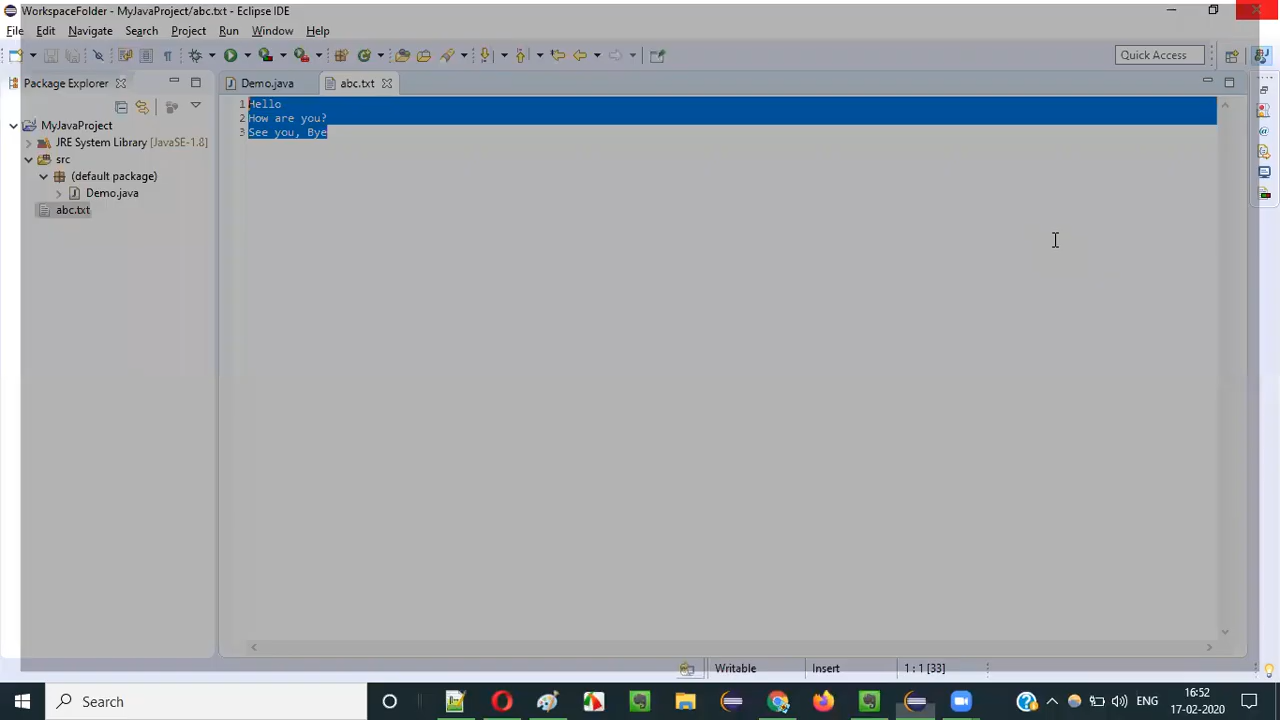 WorkspaceFolder - MyJavaProject/abc.txt - Eclipse IDE
File Edit Navigate Search Project Run Window Help
Quick Access
Package Explorer
Demo.java
abc.txt
MyJavaProject
JRE System Library [JavaSE-1.8]
src
(default package)
Demo.java
abc.txt
1 Hello
2 How are you?
3 See you, Bye
Writable
Insert
1 : 1 [33]
Search
ENG
16:52
17-02-2020